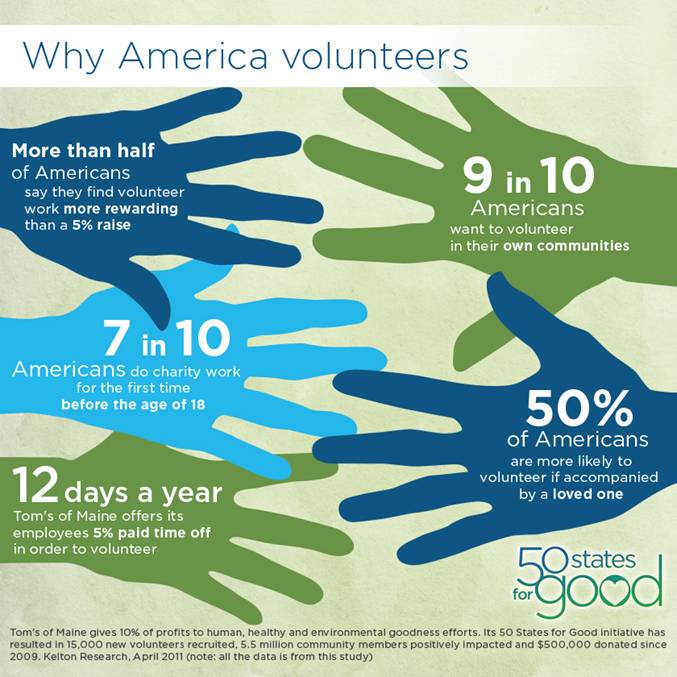 Why America volunteers
More than half
of Americans
say they find volunteer
work more rewarding
than a 5% raise
9 in 10
Americans
want to volunteer
in their own communities
7 in 10
Americans do charity work
for the first time
before the age of 18
50%
of Americans
are more likely to
volunteer if accompanied
by a loved one
12 days a year
Tom's of Maine offers its
employees 5% paid time off
in order to volunteer
50 states
for good
Tom's of Maine gives 10% of profits to human, healthy and environmental goodness efforts. Its 50 States for Good initiative has
resulted in 15,000 new volunteers recruited, 5.5 million community members positively impacted and $500,000 donated since
2009. Kelton Research, April 2011 (note: all the data is from this study)